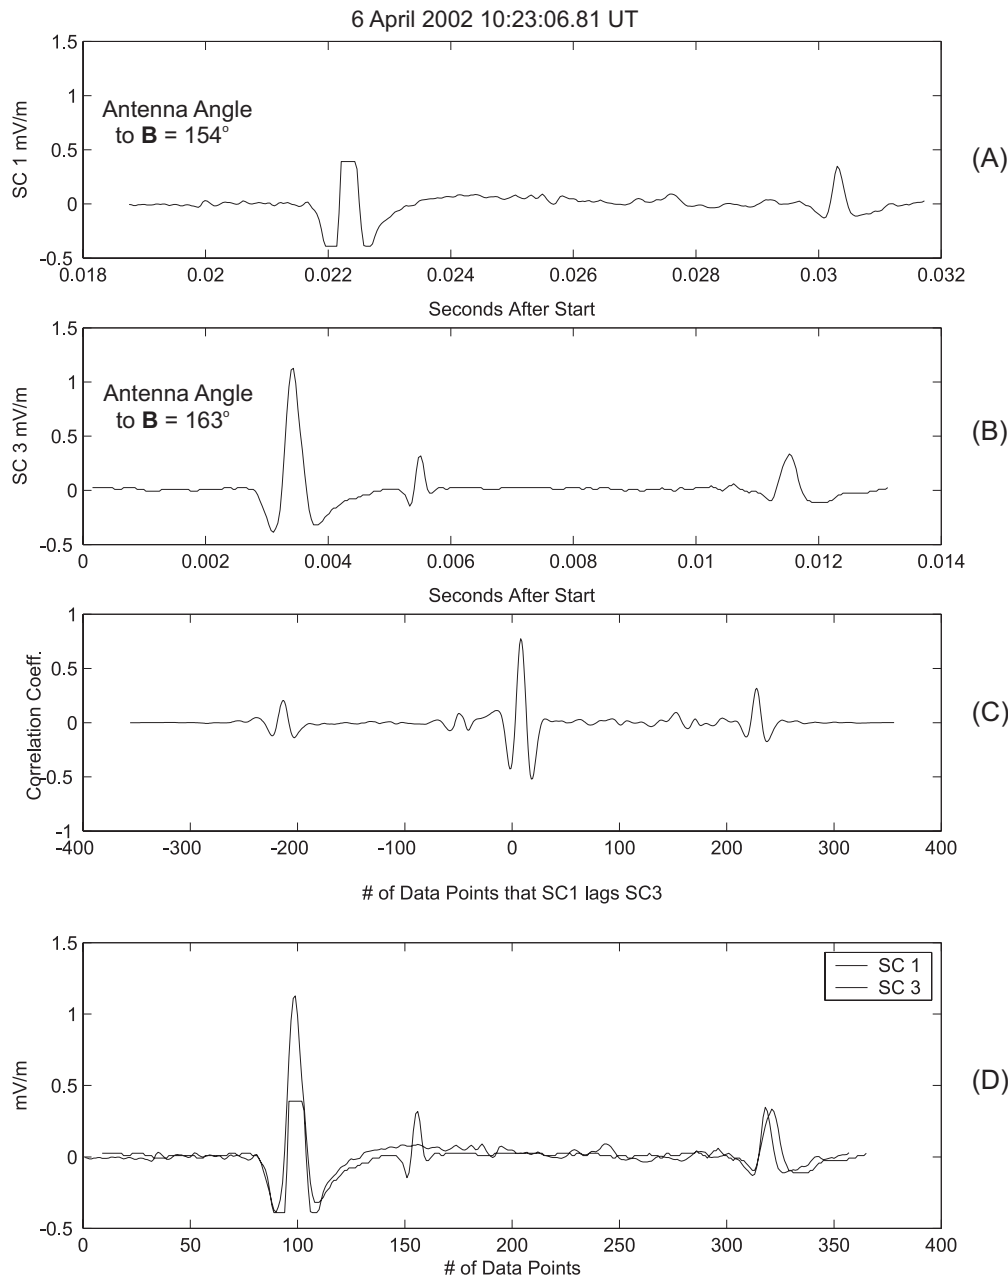 6 April 2002 10:23:06.81 UT
1.5
1
0.5
0
-0.5
SC 1 mV/m
Antenna Angle
to B = 154°
(A)
0.018 0.02 0.022 0.024 0.026 0.028 0.03 0.032
Seconds After Start
1.5
1
0.5
0
-0.5
SC 3 mV/m
Antenna Angle
to B = 163°
(B)
0 0.002 0.004 0.006 0.008 0.01 0.012 0.014
Seconds After Start
1
0.5
0
-0.5
-1
Correlation Coeff.
(C)
-400 -300 -200 -100 0 100 200 300 400
# of Data Points that SC1 lags SC3
1.5
1
0.5
0
-0.5
mV/m
SC 1
SC 3
(D)
0 50 100 150 200 250 300 350 400
# of Data Points